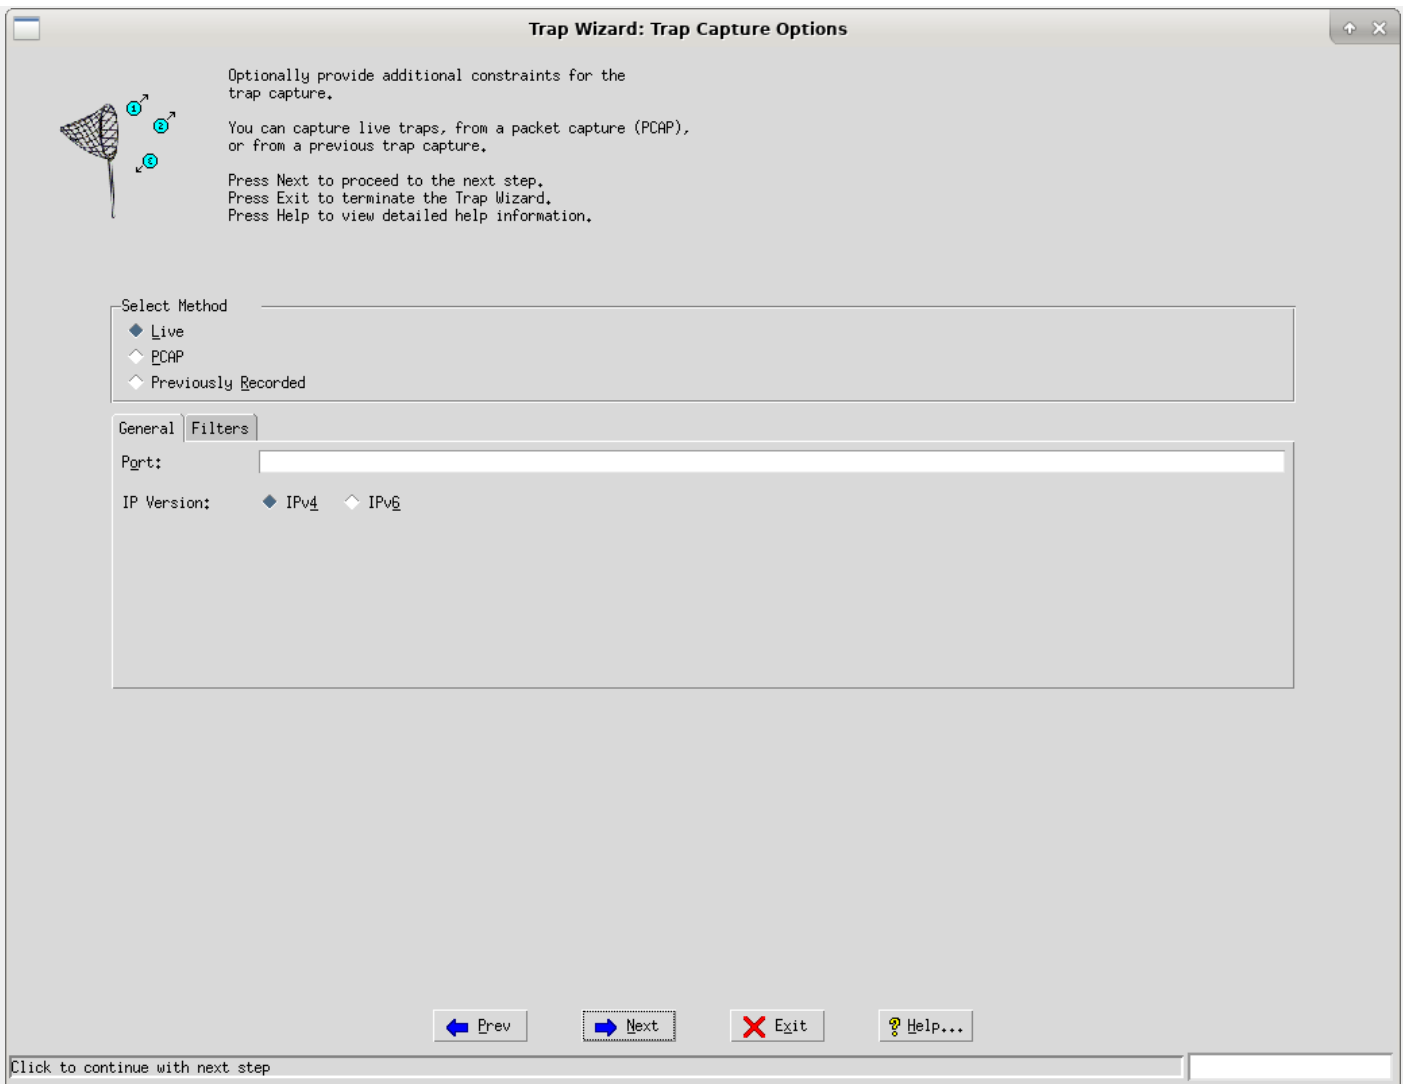 Trap Wizard: Trap Capture Options
Optionally provide additional constraints for the
trap capture.
You can capture live traps, from a packet capture (PCAP),
or from a previous trap capture.
Press Next to proceed to the next step.
Press Exit to terminate the Trap Wizard.
Press Help to view detailed help information.
1
2
C
Select Method
Live
PCAP
Previously Recorded
General Filters
Port:
IP Version: IPv4 IPv6
Prev Next Exit Help...
Click to continue with next step